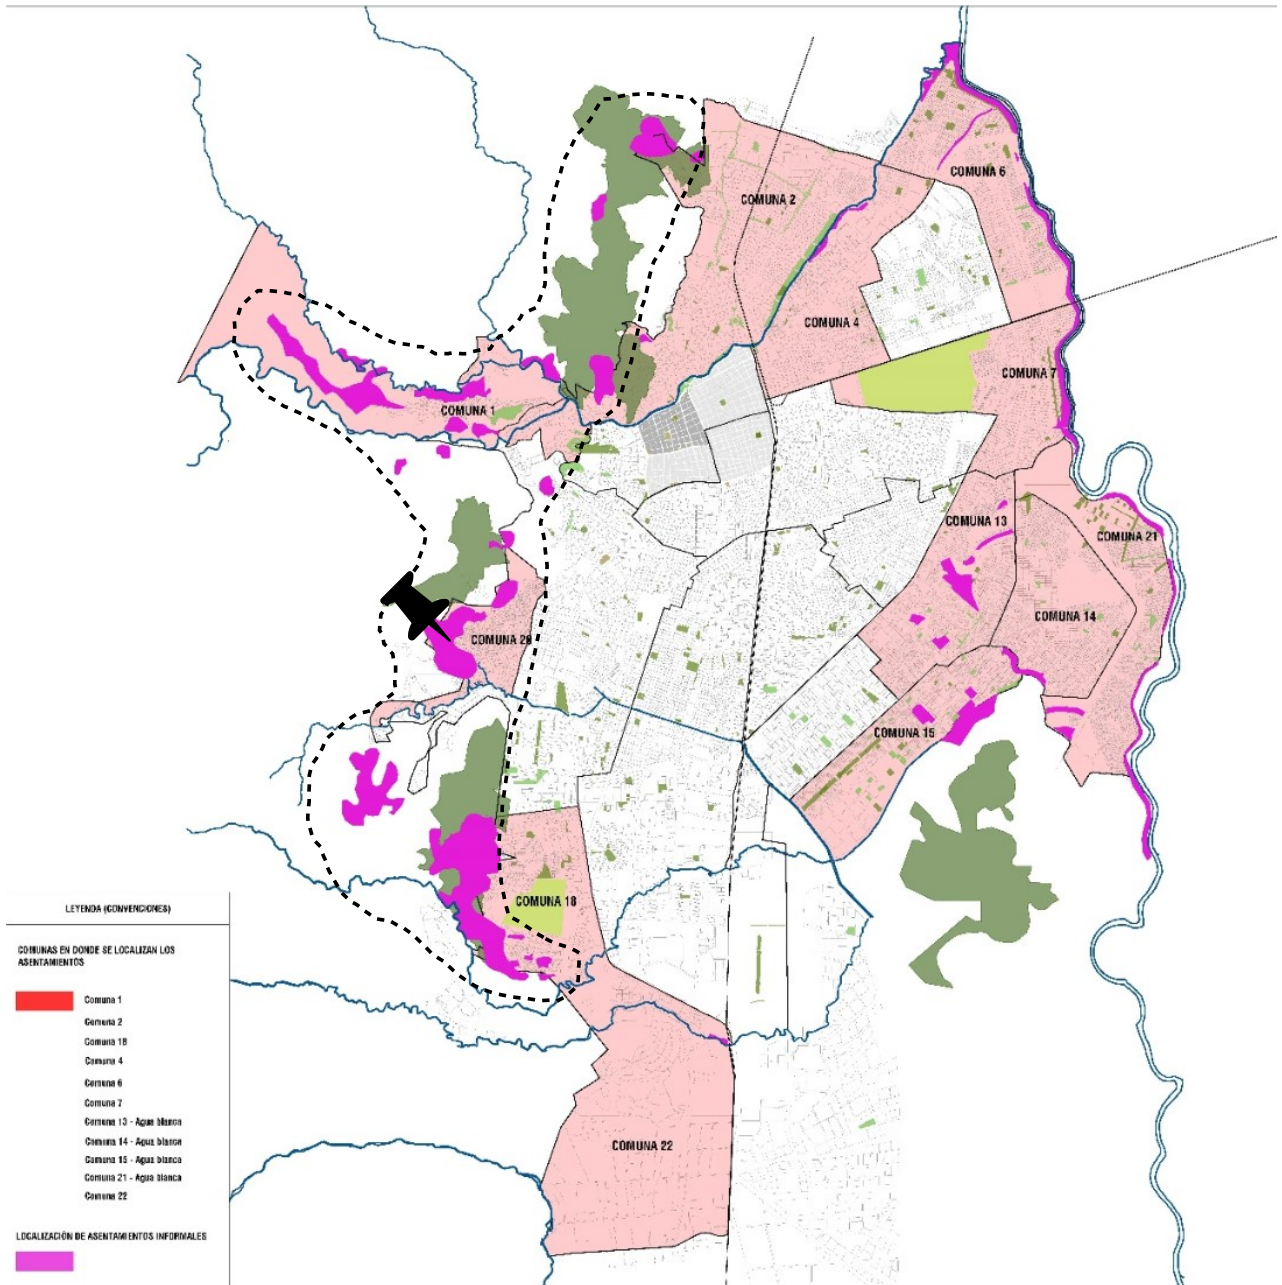 COMUNA 6
COMUNA 2
COMUNA 4
COMUNA 7
COMUNA 1
COMUNA 13
COMUNA 21
COMUNA 14
COMUNA 20
COMUNA 15
COMUNA 18
COMUNA 22
LEYENDA (CONVENCIONES)
COMUNAS EN DONDE SE LOCALIZAN LOS
ASENTAMIENTOS
Comuna 1
Comuna 2
Comuna 18
Comuna 4
Comuna 6
Comuna 7
Comuna 13 - Agua blanca
Comuna 14 - Agua blanca
Comuna 15 - Agua blanca
Comuna 21 - Agua blanca
Comuna 22
LOCALIZACIÓN DE ASENTAMIENTOS INFORMALES